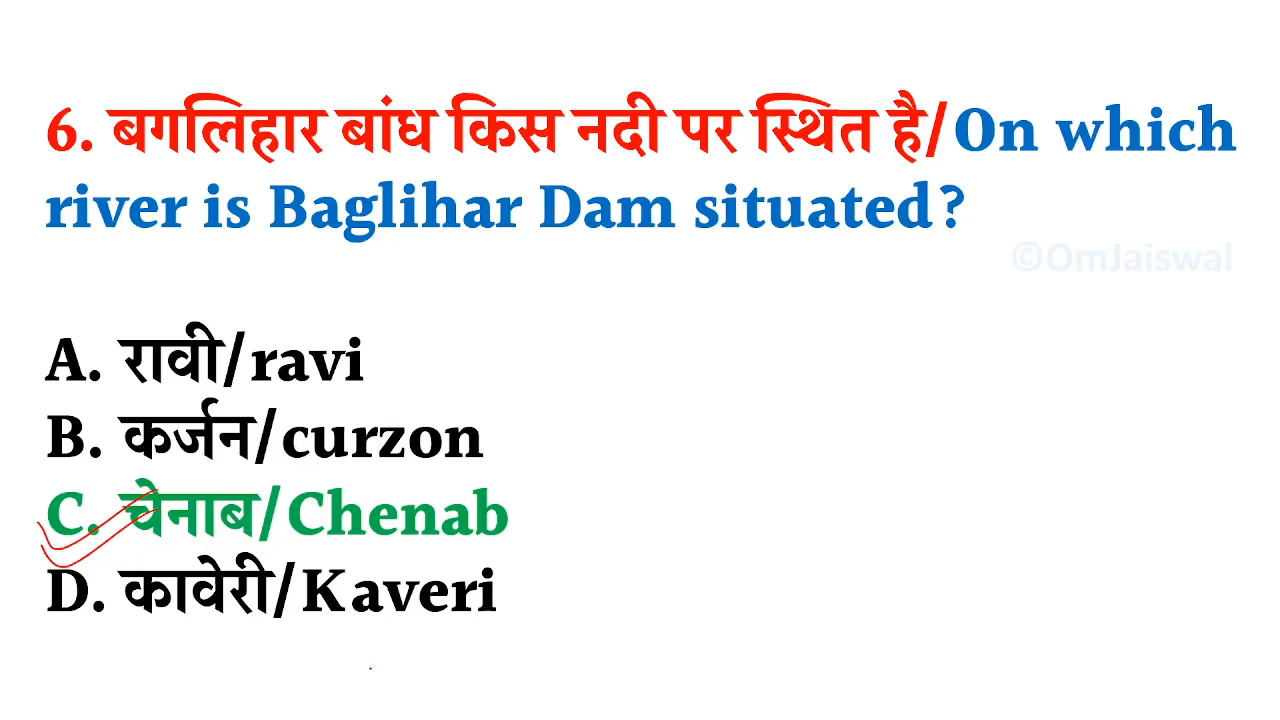 6. बगलिहार बांध किस नदी पर स्थित है/On which
river is Baglihar Dam situated?
©OmJaiswal
A. रावी/ravi
B. कर्जन/curzon
C. चेनाब/Chenab
D. कावेरी/Kaveri